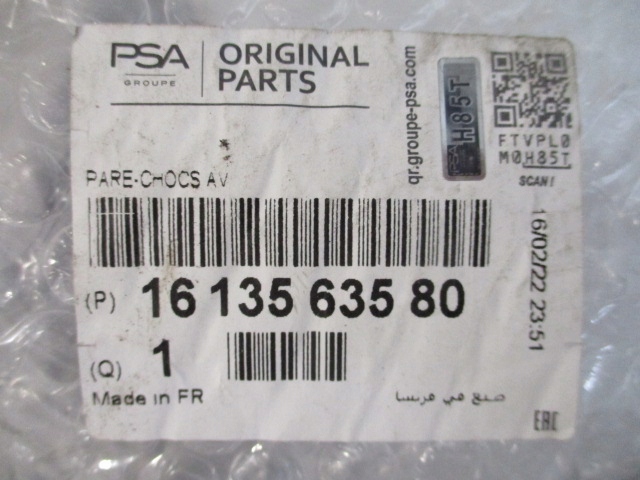 PSA
GROUPE
ORIGINAL
PARTS
qr.groupe-psa.com
PSA H85T
FTVPL0
M0H85T
SCAN!
PARE-CHOCS AV
(P) 16 135 635 80
(Q) 1
16/02/22 23:51
Made in FR
صنع في فرنسا
EAC